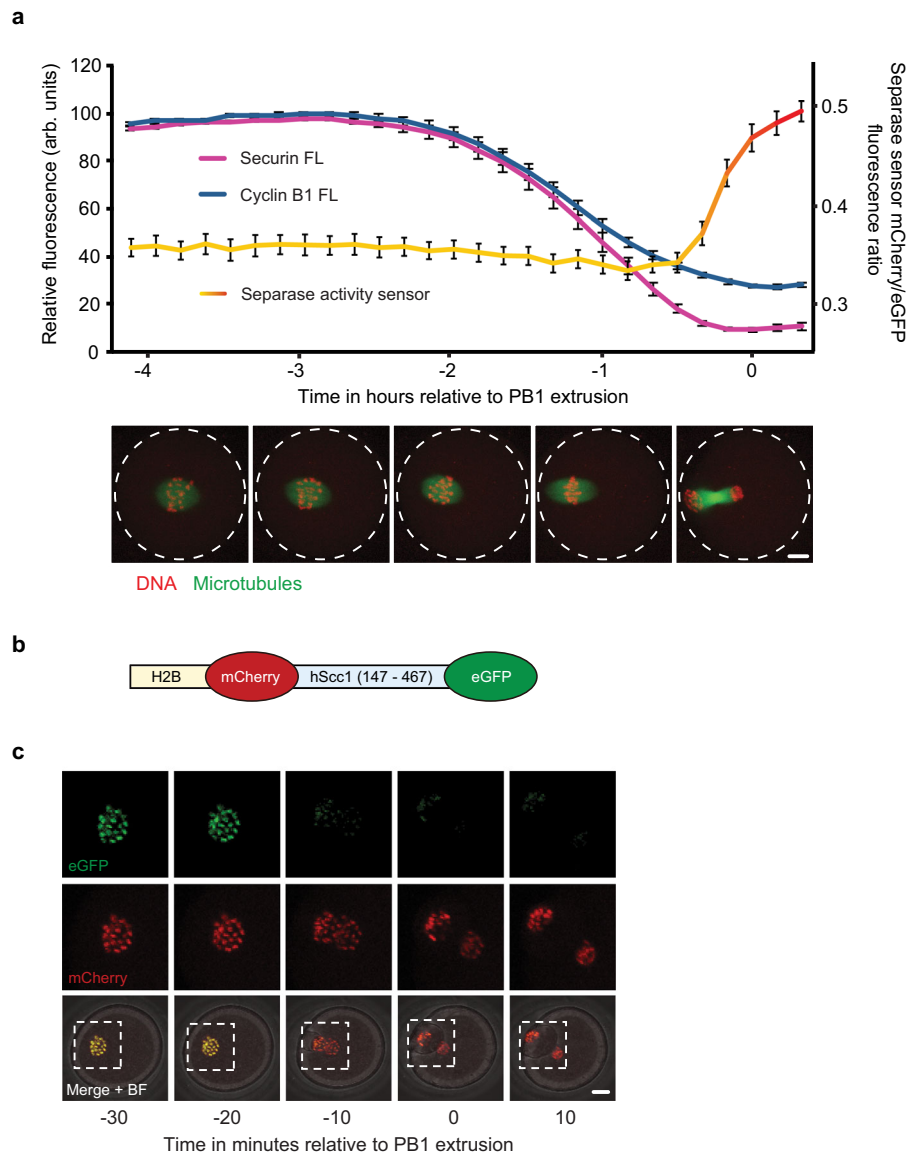 a
Relative fluorescence (arb. units)
120
100
80
60
40
20
0
Securin FL
Cyclin B1 FL
Separase activity sensor
0.5
0.4
0.3
Separase sensor mCherry/eGFP
fluorescence ratio
-4 -3 -2 -1 0
Time in hours relative to PB1 extrusion
DNA Microtubules
b
H2B mCherry hScc1 (147 - 467) eGFP
c
eGFP
mCherry
Merge + BF
-30 -20 -10 0 10
Time in minutes relative to PB1 extrusion